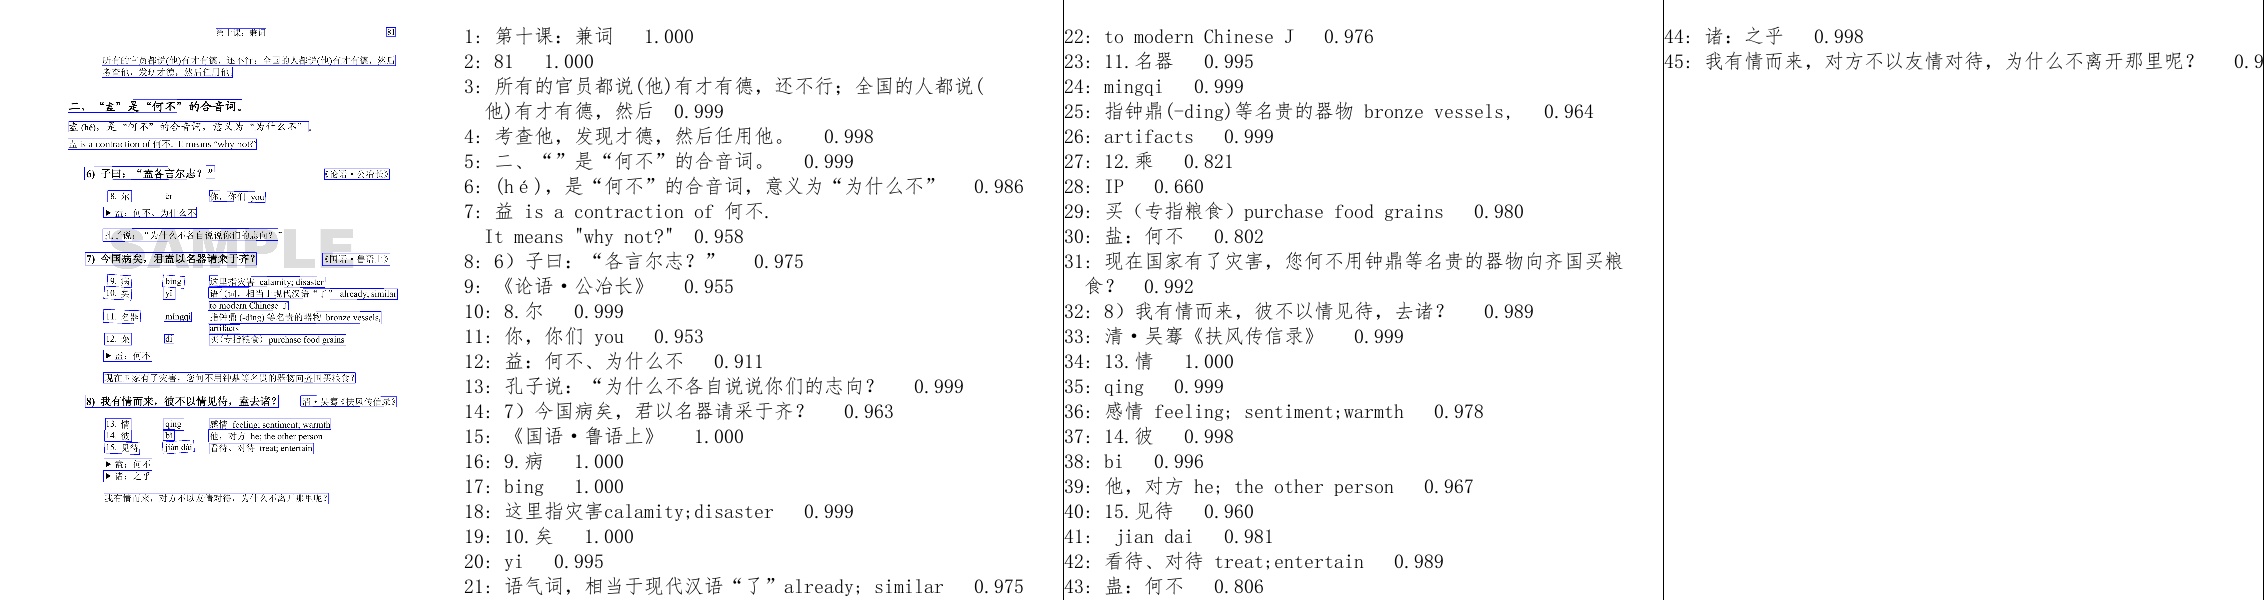 第十课：兼词
81
所有的官员都说(他)有才有德，还不行；全国的人都说(他)有才有德，然后
考查他，发现才德，然后任用他。
二、“盍”是“何不”的合音词。
盍 (hé)，是“何不”的合音词，意义为“为什么不”。
盍 is a contraction of 何不. It means "why not?"
6) 子曰：“盍各言尔志？”
《论语·公冶长》
8. 尔 er 你，你们 you
▶ 盍：何不、为什么不
孔子说：“为什么不各自说说你们的志向？”
SAMPLE
7) 今国病矣，君盍以名器请籴于齐？
《国语·鲁语上》
9. 病 bing 这里指灾害 calamity; disaster
10. 矣 yi 语气词，相当于现代汉语“了” already; similar
to modern Chinese 了
11. 名器 mingqi 指钟鼎 (-ding) 等名贵的器物 bronze vessels,
artifacts
12. 籴 di 买(专指粮食) purchase food grains
▶ 盍：何不
现在国家有了灾害，您何不用钟鼎等名贵的器物向齐国买粮食？
8) 我有情而来，彼不以情见待，盍去诸？
清·吴骞《扶风传信录》
13. 情 qing 感情 feeling; sentiment; warmth
14. 彼 bi 他，对方 he; the other person
15. 见待 jian dai 看待、对待 treat; entertain
▶ 盍：何不
▶ 诸：之乎
我有情而来，对方不以友情对待，为什么不离开那里呢？
1: 第十课：兼词 1.000
2: 81 1.000
3: 所有的官员都说(他)有才有德，还不行；全国的人都说(
他)有才有德，然后 0.999
4: 考查他，发现才德，然后任用他。 0.998
5: 二、“”是“何不”的合音词。 0.999
6: (hé)，是“何不”的合音词，意义为“为什么不” 0.986
7: 益 is a contraction of 何不.
It means "why not?" 0.958
8: 6）子曰：“各言尔志？” 0.975
9: 《论语·公冶长》 0.955
10: 8.尔 0.999
11: 你，你们 you 0.953
12: 益：何不、为什么不 0.911
13: 孔子说：“为什么不各自说说你们的志向？ 0.999
14: 7）今国病矣，君以名器请采于齐？ 0.963
15: 《国语·鲁语上》 1.000
16: 9.病 1.000
17: bing 1.000
18: 这里指灾害calamity;disaster 0.999
19: 10.矣 1.000
20: yi 0.995
21: 语气词，相当于现代汉语“了”already; similar 0.975
22: to modern Chinese J 0.976
23: 11.名器 0.995
24: mingqi 0.999
25: 指钟鼎(-ding)等名贵的器物 bronze vessels, 0.964
26: artifacts 0.999
27: 12.乘 0.821
28: IP 0.660
29: 买（专指粮食）purchase food grains 0.980
30: 盐：何不 0.802
31: 现在国家有了灾害，您何不用钟鼎等名贵的器物向齐国买粮
食？ 0.992
32: 8）我有情而来，彼不以情见待，去诸？ 0.989
33: 清·吴骞《扶风传信录》 0.999
34: 13.情 1.000
35: qing 0.999
36: 感情 feeling; sentiment;warmth 0.978
37: 14.彼 0.998
38: bi 0.996
39: 他，对方 he; the other person 0.967
40: 15.见待 0.960
41: jian dai 0.981
42: 看待、对待 treat;entertain 0.989
43: 蛊：何不 0.806
44: 诸：之乎 0.998
45: 我有情而来，对方不以友情对待，为什么不离开那里呢？ 0.9